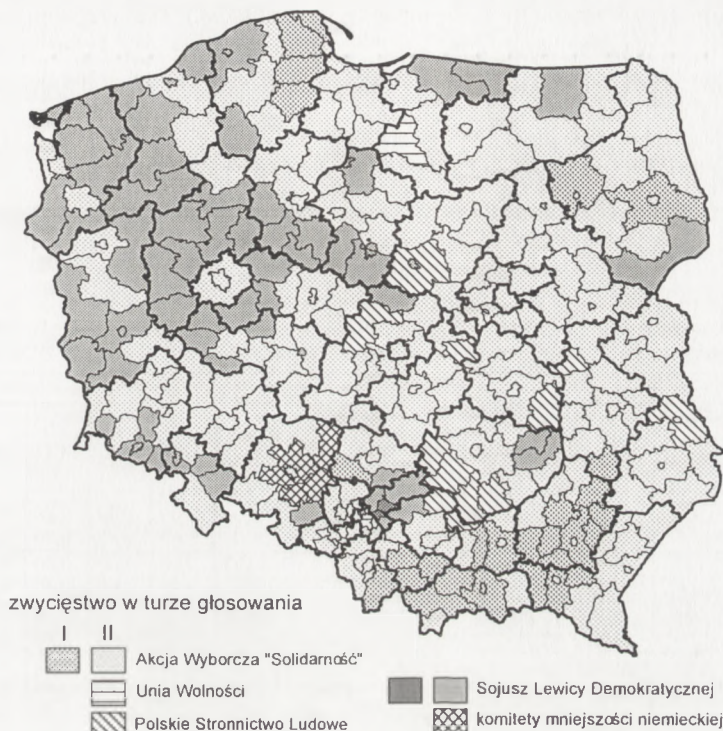 zwycięstwo w turze głosowania
I II
Akcja Wyborcza "Solidarność"
Unia Wolności
Polskie Stronnictwo Ludowe
Sojusz Lewicy Demokratycznej
komitety mniejszości niemieckiej